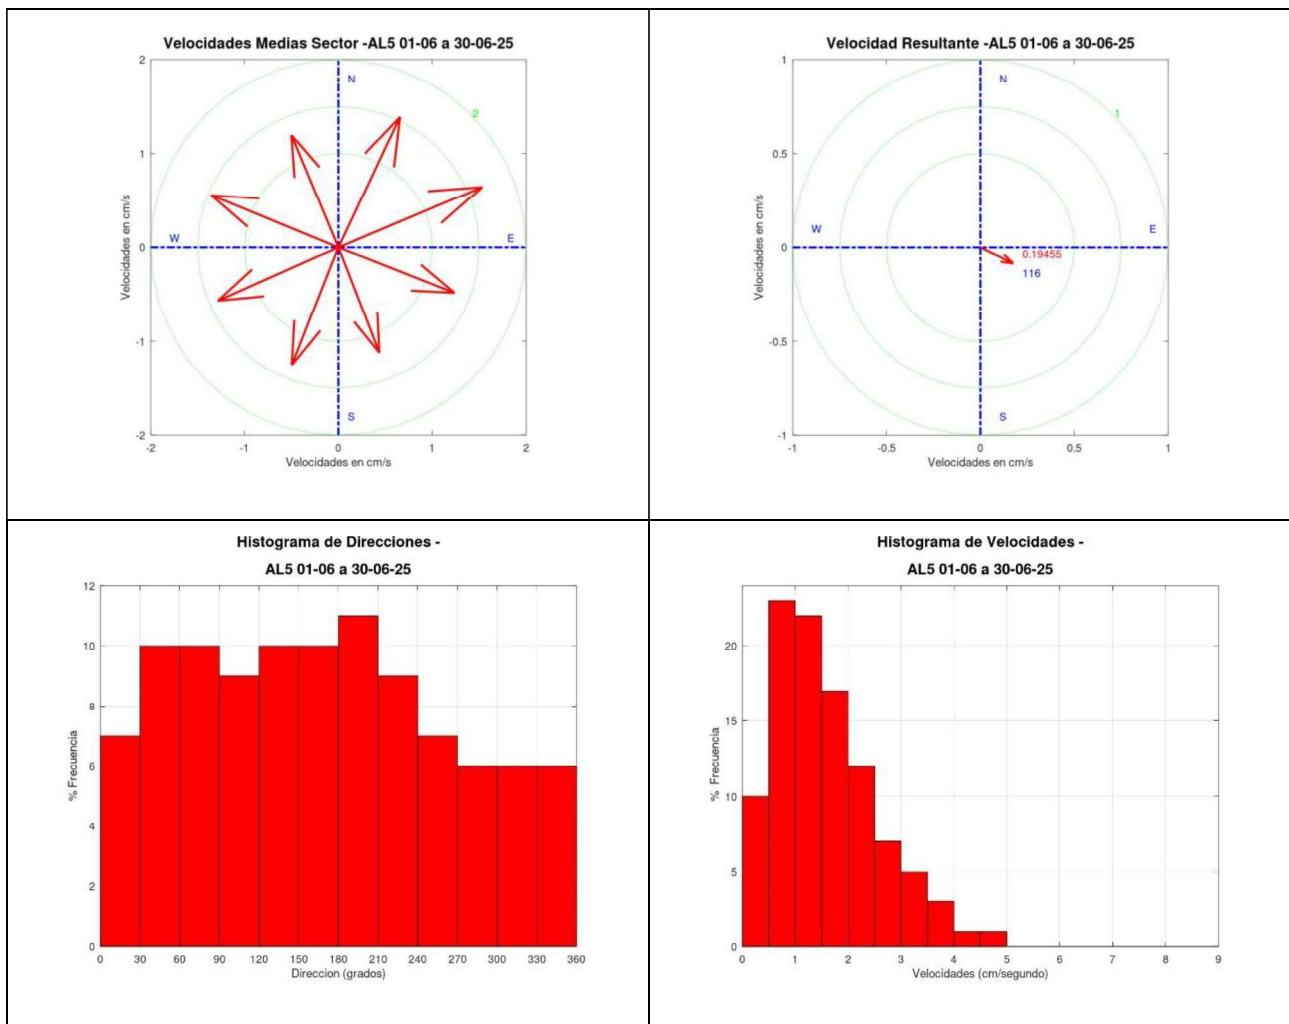 Velocidades Medias Sector -AL5 01-06 a 30-06-25
2
N
2
1
Velocidades en cm/s
W
E
0
-1
S
-2
-2
-1
0
1
2
Velocidades en cm/s
Velocidad Resultante -AL5 01-06 a 30-06-25
1
N
1
0.5
Velocidades en cm/s
W
E
0
0.19455
116
-0.5
S
-1
-1
-0.5
0
0.5
1
Velocidades en cm/s
Histograma de Direcciones -
AL5 01-06 a 30-06-25
12
10
8
% Frecuencia
6
4
2
0
0 30 60 90 120 150 180 210 240 270 300 330 360
Direccion (grados)
Histograma de Velocidades -
AL5 01-06 a 30-06-25
20
15
% Frecuencia
10
5
0
0 1 2 3 4 5 6 7 8 9
Velocidades (cm/segundo)